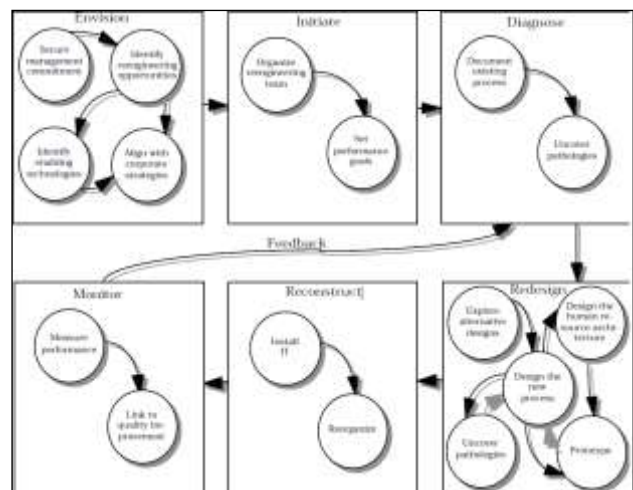 Envision
Secure
management
commitment
Identify
reengineering
opportunities
Identify
enabling
technologies
Align with
corporate
strategies
Initiate
Organize
reengineering
team
Set
performance
goals
Diagnose
Document
existing
process
Uncover
pathologies
Feedback
Monitor
Measure
performance
Link to
quality im-
provement
Reconstruct
Install
IT
Reorganize
Redesign
Explore
alternative
designs
Design the
human re-
source archi-
tecture
Design the
new
process
Uncover
pathologies
Prototype